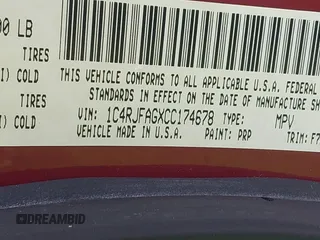 00 LB
TIRES
I) COLD
TIRES
I) COLD
THIS VEHICLE CONFORMS TO ALL APPLICABLE U.S.A. FEDERAL
STANDARDS IN EFFECT ON THE DATE OF MANUFACTURE SH
VIN: 1C4RJFAGXCC174678 TYPE: MPV
VEHICLE MADE IN U.S.A. PAINT: PRP TRIM: F7
DREAMBID